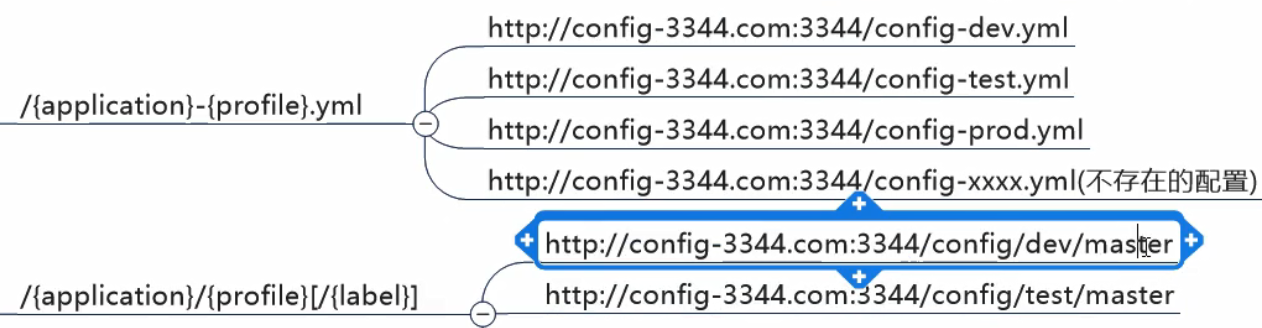 http://config-3344.com:3344/config-dev.yml
http://config-3344.com:3344/config-test.yml
/{application}-{profile}.yml
http://config-3344.com:3344/config-prod.yml
http://config-3344.com:3344/config-xxxx.yml(不存在的配置)
http://config-3344.com:3344/config/dev/master
/{application}/{profile}[/{label}]
http://config-3344.com:3344/config/test/master